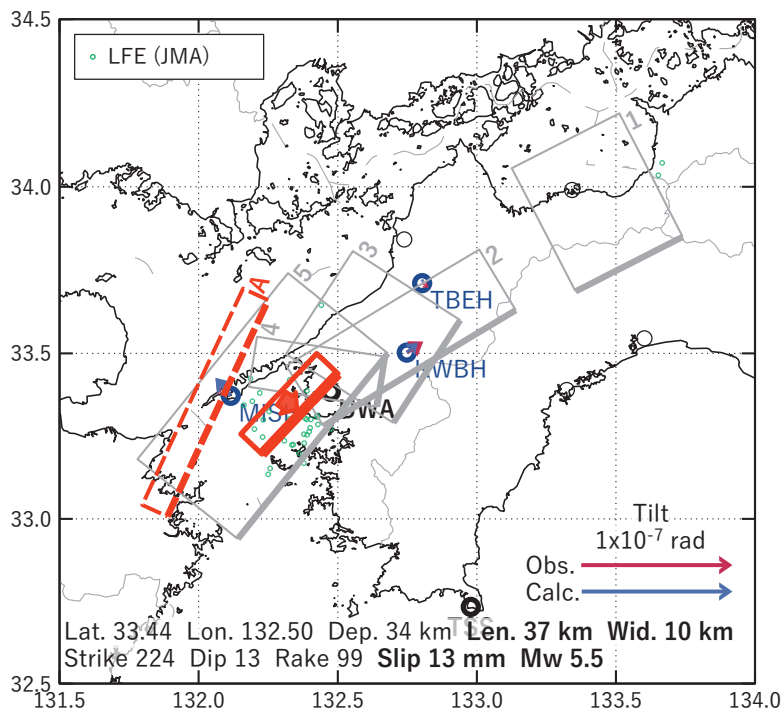 34.5
LFE (JMA)
1
34.0
3
2
5
TBEH
1A
4
33.5
33.0
Tilt
1x10-7 rad
Obs.
Calc.
TSS
Lat. 33.44 Lon. 132.50 Dep. 34 km Len. 37 km Wid. 10 km
Strike 224 Dip 13 Rake 99 Slip 13 mm Mw 5.5
32.5
131.5 132.0 132.5 133.0 133.5 134.0